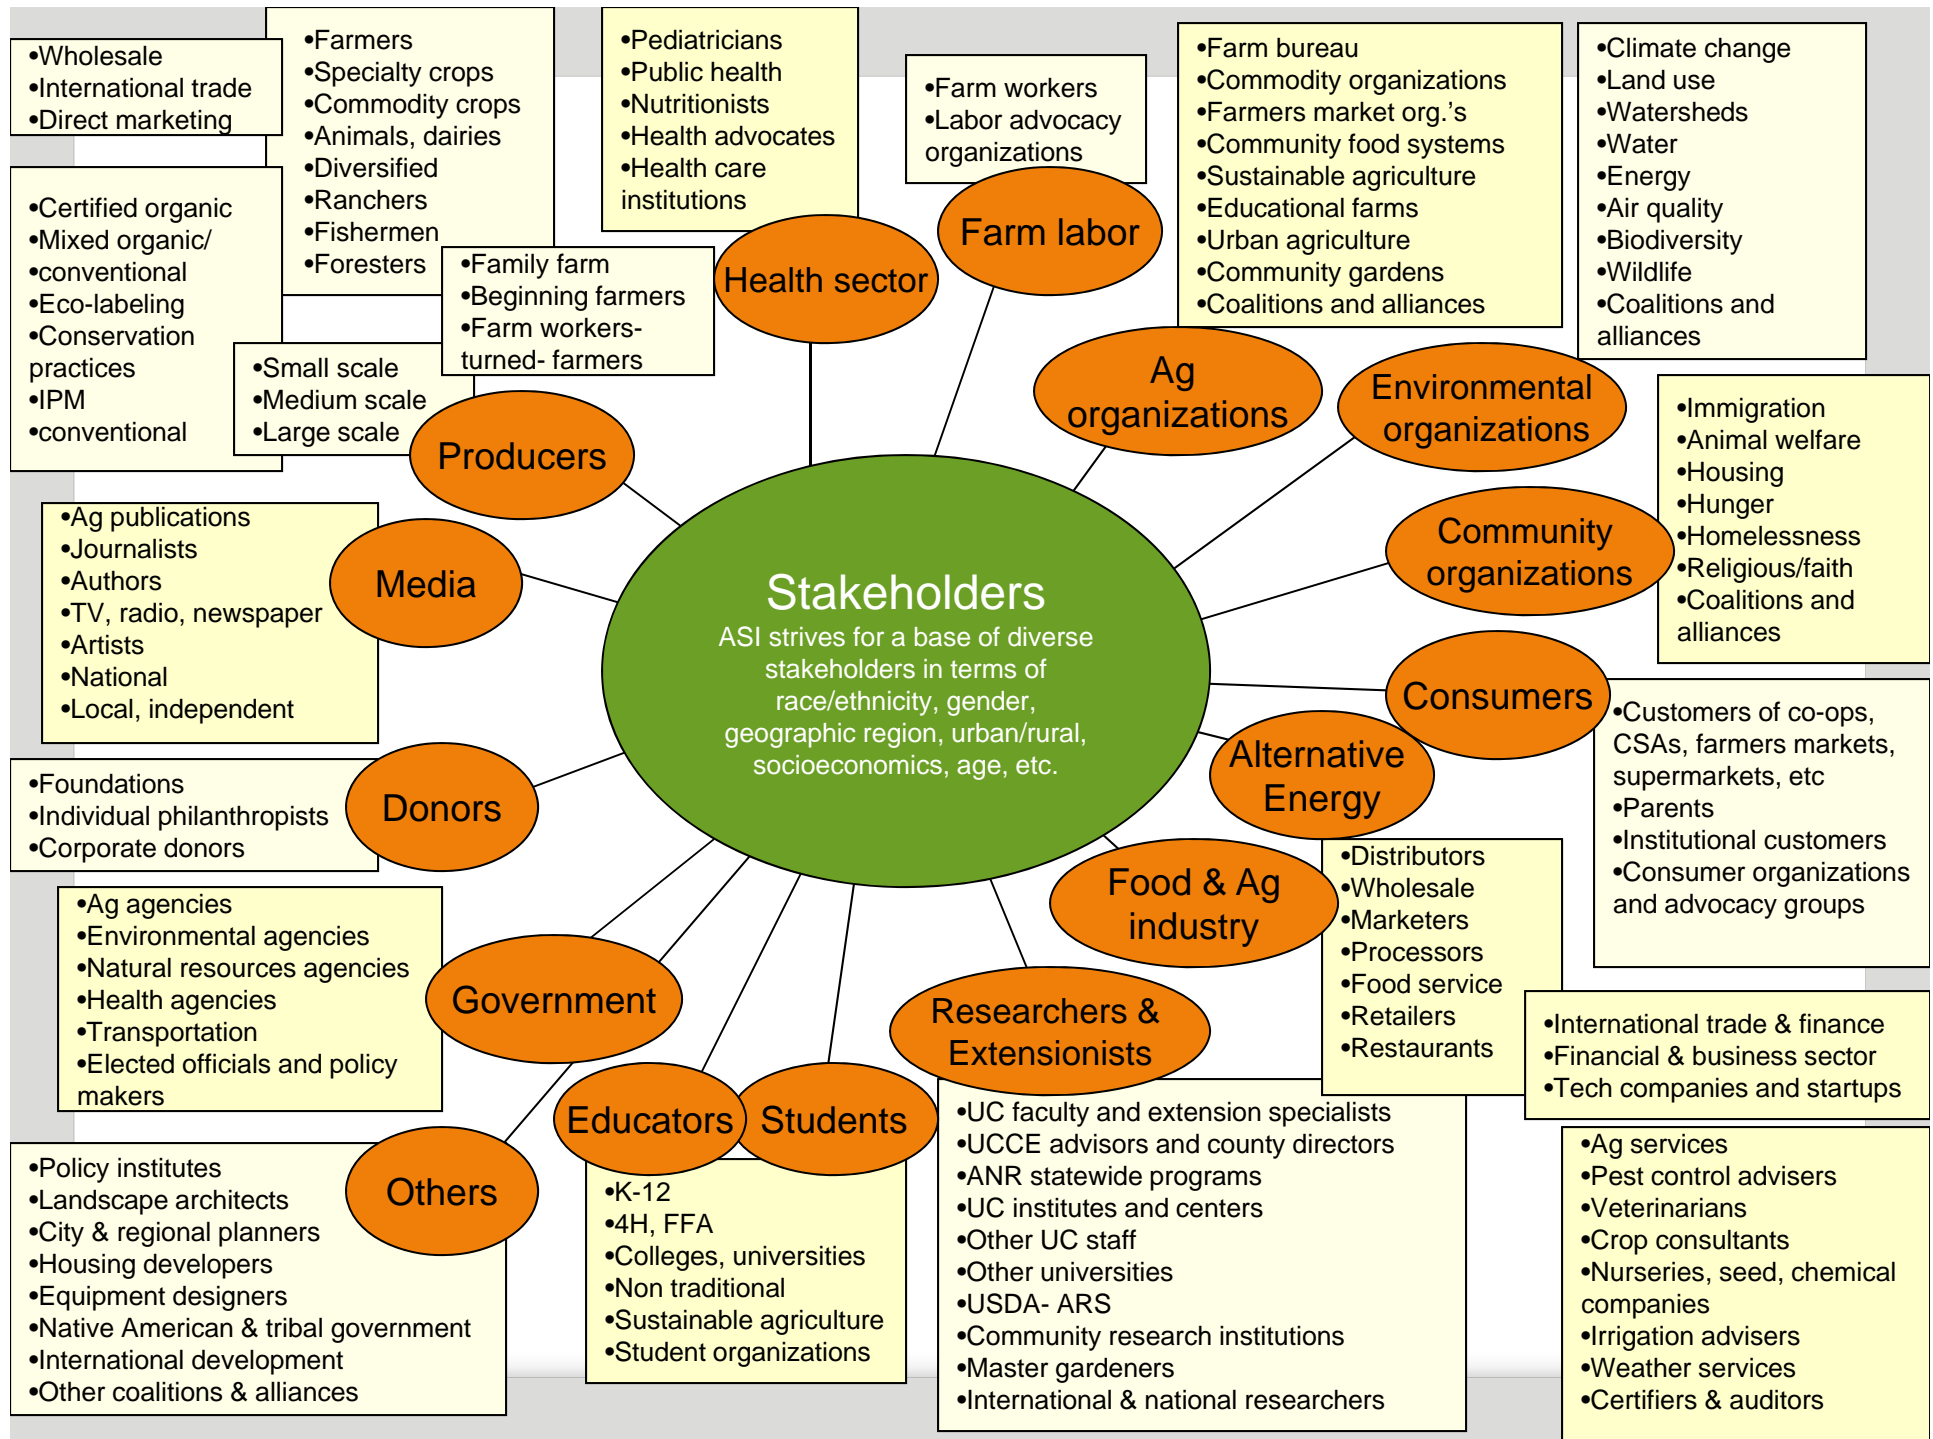 •Wholesale
•International trade
•Direct marketing
•Farmers
•Specialty crops
•Commodity crops
•Animals, dairies
•Diversified
•Ranchers
•Fishermen
•Foresters
•Certified organic
•Mixed organic/
•conventional
•Eco-labeling
•Conservation
practices
•IPM
•conventional
•Small scale
•Medium scale
•Large scale
•Family farm
•Beginning farmers
•Farm workers-
turned- farmers
Producers
•Pediatricians
•Public health
•Nutritionists
•Health advocates
•Health care
institutions
Health sector
•Farm workers
•Labor advocacy
organizations
Farm labor
•Farm bureau
•Commodity organizations
•Farmers market org.'s
•Community food systems
•Sustainable agriculture
•Educational farms
•Urban agriculture
•Community gardens
•Coalitions and alliances
Ag
organizations
•Climate change
•Land use
•Watersheds
•Water
•Energy
•Air quality
•Biodiversity
•Wildlife
•Coalitions and
alliances
Environmental
organizations
•Immigration
•Animal welfare
•Housing
•Hunger
•Homelessness
•Religious/faith
•Coalitions and
alliances
Community
organizations
•Ag publications
•Journalists
•Authors
•TV, radio, newspaper
•Artists
•National
•Local, independent
Media
Stakeholders
ASI strives for a base of diverse
stakeholders in terms of
race/ethnicity, gender,
geographic region, urban/rural,
socioeconomics, age, etc.
Consumers
•Customers of co-ops,
CSAs, farmers markets,
supermarkets, etc
•Parents
•Institutional customers
•Consumer organizations
and advocacy groups
Alternative
Energy
•Foundations
•Individual philanthropists
•Corporate donors
Donors
Food & Ag
industry
•Distributors
•Wholesale
•Marketers
•Processors
•Food service
•Retailers
•Restaurants
•International trade & finance
•Financial & business sector
•Tech companies and startups
•Ag services
•Pest control advisers
•Veterinarians
•Crop consultants
•Nurseries, seed, chemical
companies
•Irrigation advisers
•Weather services
•Certifiers & auditors
•Ag agencies
•Environmental agencies
•Natural resources agencies
•Health agencies
•Transportation
•Elected officials and policy
makers
Government
Researchers &
Extensionists
•UC faculty and extension specialists
•UCCE advisors and county directors
•ANR statewide programs
•UC institutes and centers
•Other UC staff
•Other universities
•USDA- ARS
•Community research institutions
•Master gardeners
•International & national researchers
Educators
Students
•K-12
•4H, FFA
•Colleges, universities
•Non traditional
•Sustainable agriculture
•Student organizations
•Policy institutes
•Landscape architects
•City & regional planners
•Housing developers
•Equipment designers
•Native American & tribal government
•International development
•Other coalitions & alliances
Others